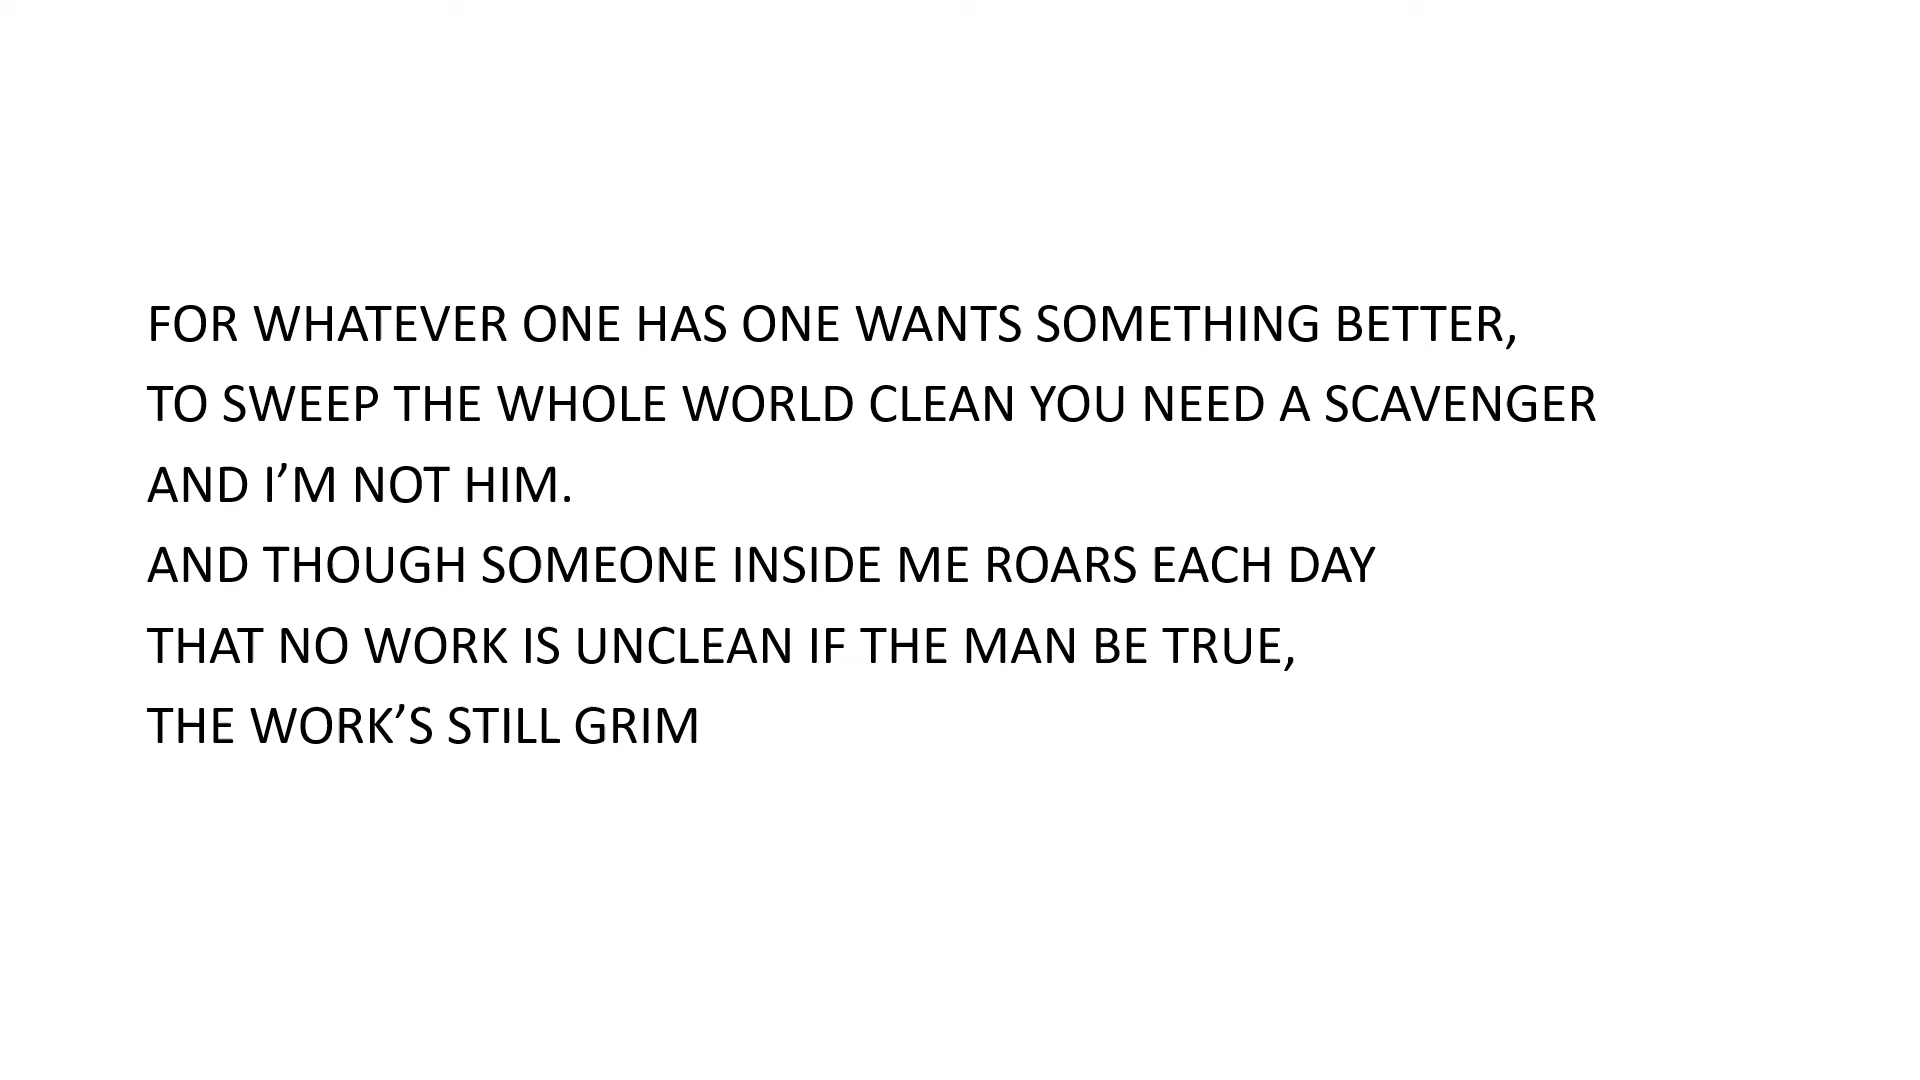 FOR WHATEVER ONE HAS ONE WANTS SOMETHING BETTER,
TO SWEEP THE WHOLE WORLD CLEAN YOU NEED A SCAVENGER
AND I’M NOT HIM.
AND THOUGH SOMEONE INSIDE ME ROARS EACH DAY
THAT NO WORK IS UNCLEAN IF THE MAN BE TRUE,
THE WORK’S STILL GRIM